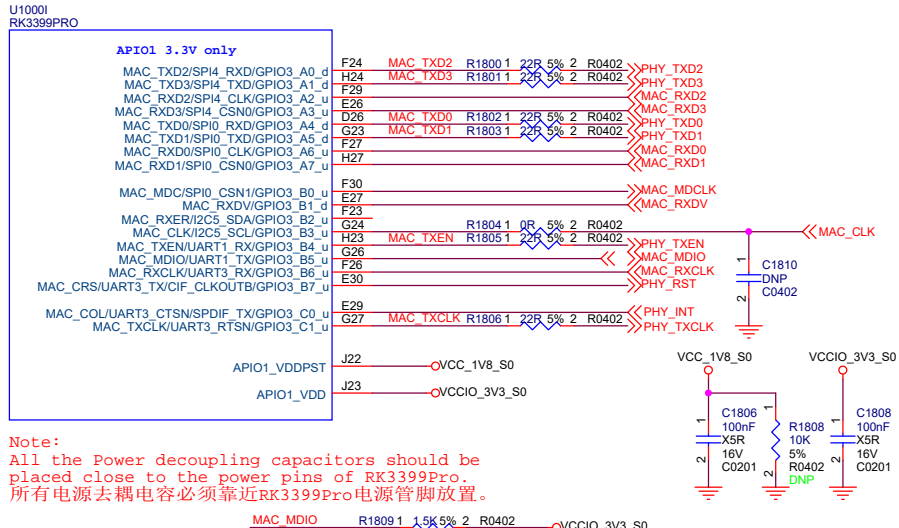 U1000I
RK3399PRO
APIO1 3.3V only
MAC_TXD2/SPI4_RXD/GPIO3_A0_d F24 MAC_TXD2 R1800 1 22R 5% 2 R0402 PHY_TXD2
MAC_TXD3/SPI4_TXD/GPIO3_A1_d H24 MAC_TXD3 R1801 1 22R 5% 2 R0402 PHY_TXD3
MAC_RXD2/SPI4_CLK/GPIO3_A2_u F29 MAC_RXD2
MAC_RXD3/SPI4_CSN0/GPIO3_A3_u E26 MAC_RXD3
MAC_TXD0/SPI0_RXD/GPIO3_A4_d D26 MAC_TXD0 R1802 1 22R 5% 2 R0402 PHY_TXD0
MAC_TXD1/SPI0_TXD/GPIO3_A5_d G23 MAC_TXD1 R1803 1 22R 5% 2 R0402 PHY_TXD1
MAC_RXD0/SPI0_CLK/GPIO3_A6_u F27 MAC_RXD0
MAC_RXD1/SPI0_CSN0/GPIO3_A7_u H27 MAC_RXD1
MAC_MDC/SPI0_CSN1/GPIO3_B0_u F30 MAC_MDCLK
MAC_RXDV/GPIO3_B1_d E27 MAC_RXDV
MAC_RXER/I2C5_SDA/GPIO3_B2_u F23
MAC_CLK/I2C5_SCL/GPIO3_B3_u G24 R1804 1 0R 5% 2 R0402 MAC_CLK
MAC_TXEN/UART1_RX/GPIO3_B4_u H23 MAC_TXEN R1805 1 22R 5% 2 R0402 PHY_TXEN
MAC_MDIO/UART1_TX/GPIO3_B5_u G26 MAC_MDIO
MAC_RXCLK/UART3_RX/GPIO3_B6_u F26 MAC_RXCLK
MAC_CRS/UART3_TX/CIF_CLKOUTB/GPIO3_B7_u E30 PHY_RST
1 C1810
DNP
2 C0402
MAC_COL/UART3_CTSN/SPDIF_TX/GPIO3_C0_u E29 PHY_INT
MAC_TXCLK/UART3_RTSN/GPIO3_C1_u G27 MAC_TXCLK R1806 1 22R 5% 2 R0402 PHY_TXCLK
APIO1_VDDPST J22 VCC_1V8_S0
APIO1_VDD J23 VCCIO_3V3_S0
VCC_1V8_S0 VCCIO_3V3_S0
1 C1806 100nF X5R 16V C0201 2
1 R1808 10K 5% R0402 DNP 2
1 C1808 100nF X5R 16V C0201 2
Note:
All the Power decoupling capacitors should be
placed close to the power pins of RK3399Pro.
所有电源去耦电容必须靠近RK3399Pro电源管脚放置。
MAC_MDIO R1809 1 1.5K 5% 2 R0402 VCCIO_3V3_S0